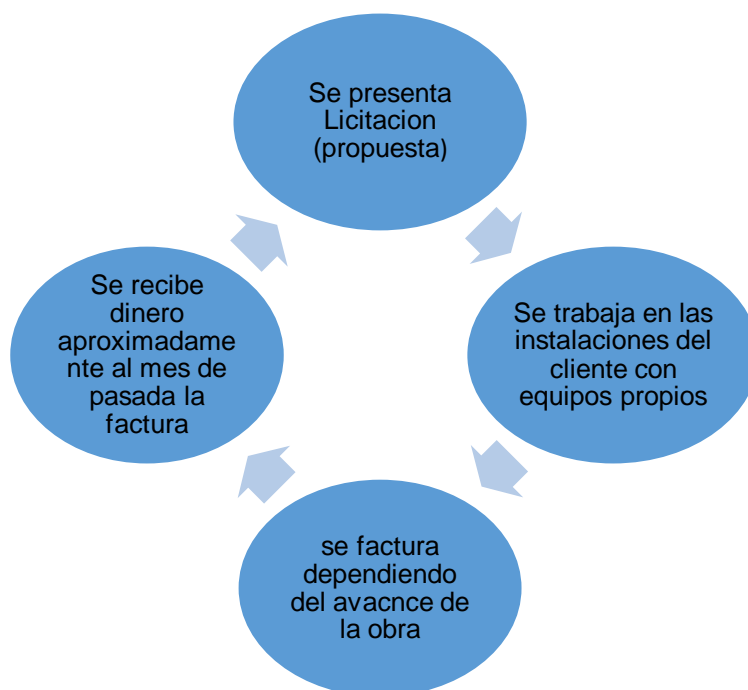 Se presenta
Licitacion
(propuesta)
Se trabaja en las
instalaciones del
cliente con
equipos propios
se factura
dependiendo
del avacnce de
la obra
Se recibe
dinero
aproximadame
nte al mes de
pasada la
factura